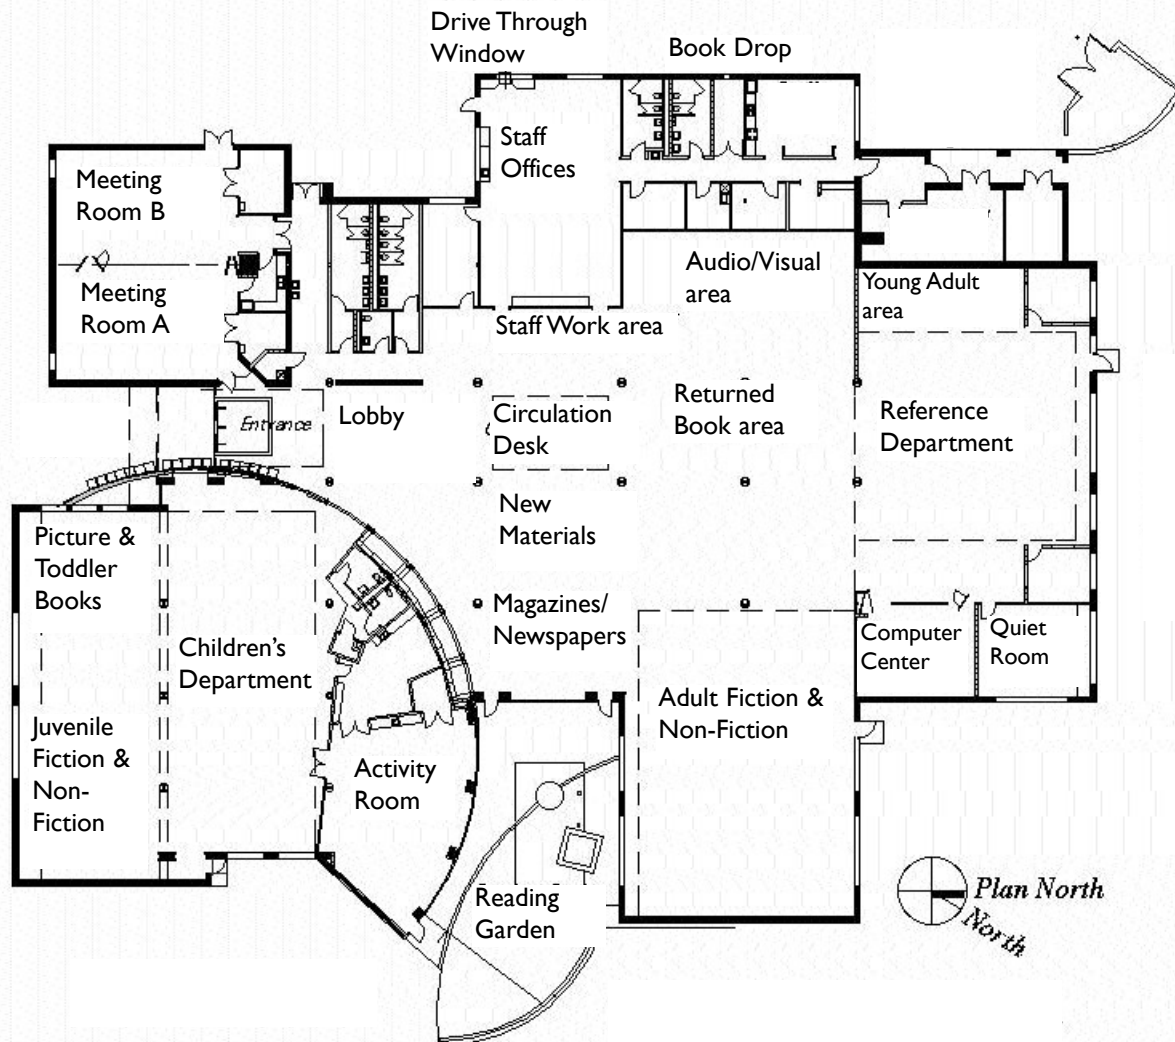 Drive Through
Window
Book Drop
Staff
Offices
Meeting
Room B
Meeting
Room A
Audio/Visual
area
Young Adult
area
Staff Work area
Lobby
Entrance
Circulation
Desk
Returned
Book area
Reference
Department
New
Materials
Picture &
Toddler
Books
Magazines/
Newspapers
Children's
Department
Computer
Center
Quiet
Room
Adult Fiction &
Non-Fiction
Juvenile
Fiction &
Non-
Fiction
Activity
Room
Reading
Garden
Plan North
North